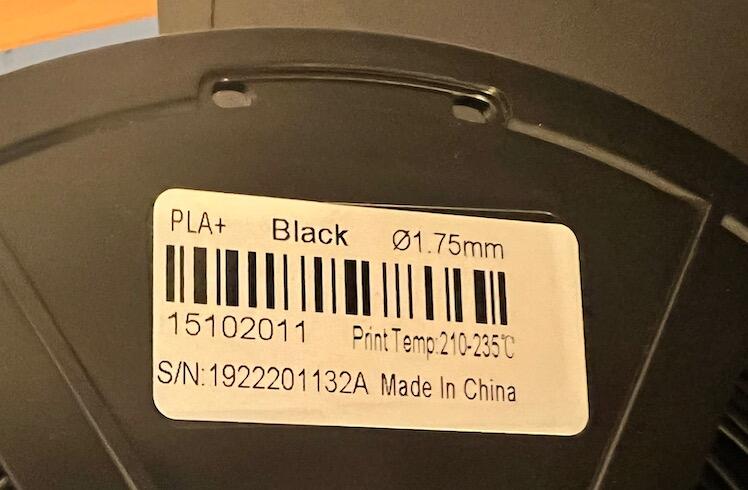 PLA+ Black Ø1.75mm
15102011 Print Temp:210-235℃
S/N:1922201132A Made In China